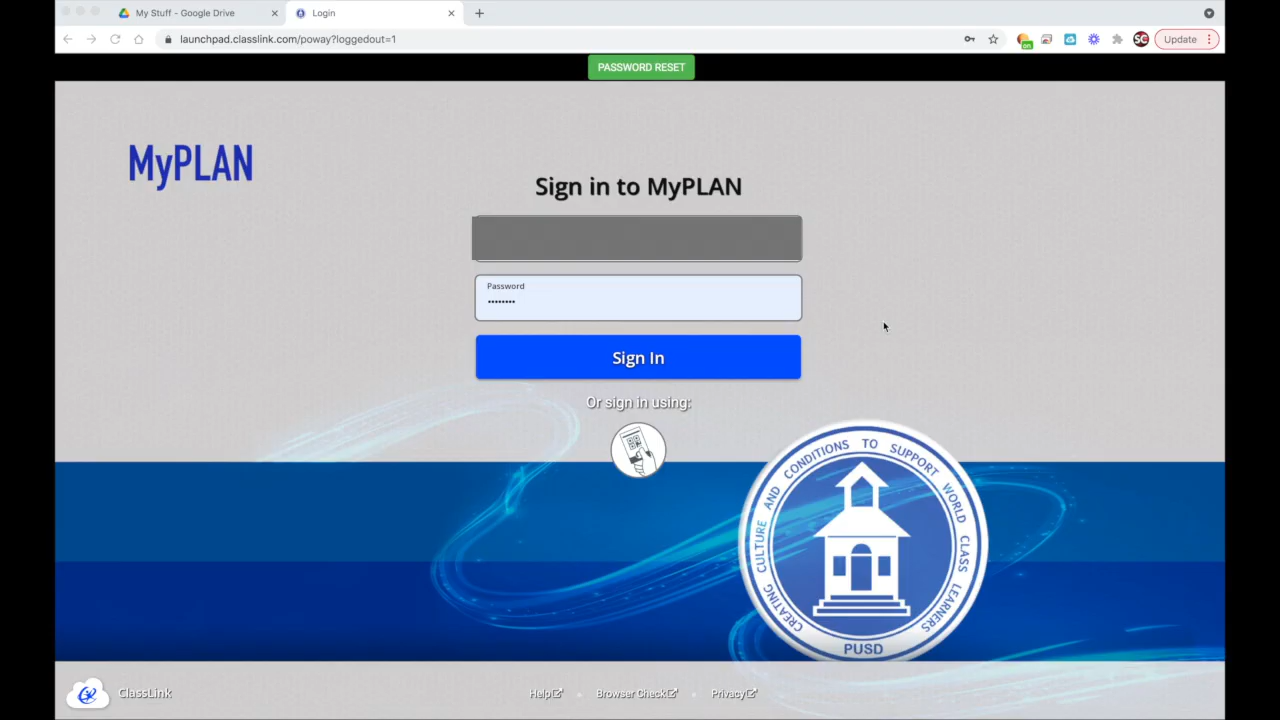 My Stuff - Google Drive
Login
launchpad.classlink.com/poway?loggedout=1
on
SC
Update
PASSWORD RESET
MyPLAN
Sign in to MyPLAN
Password
••••••••
Sign In
Or sign in using:
CREATING CULTURE AND CONDITIONS TO SUPPORT WORLD CLASS LEARNERS
PUSD
ClassLink
Help
Browser Check
Privacy